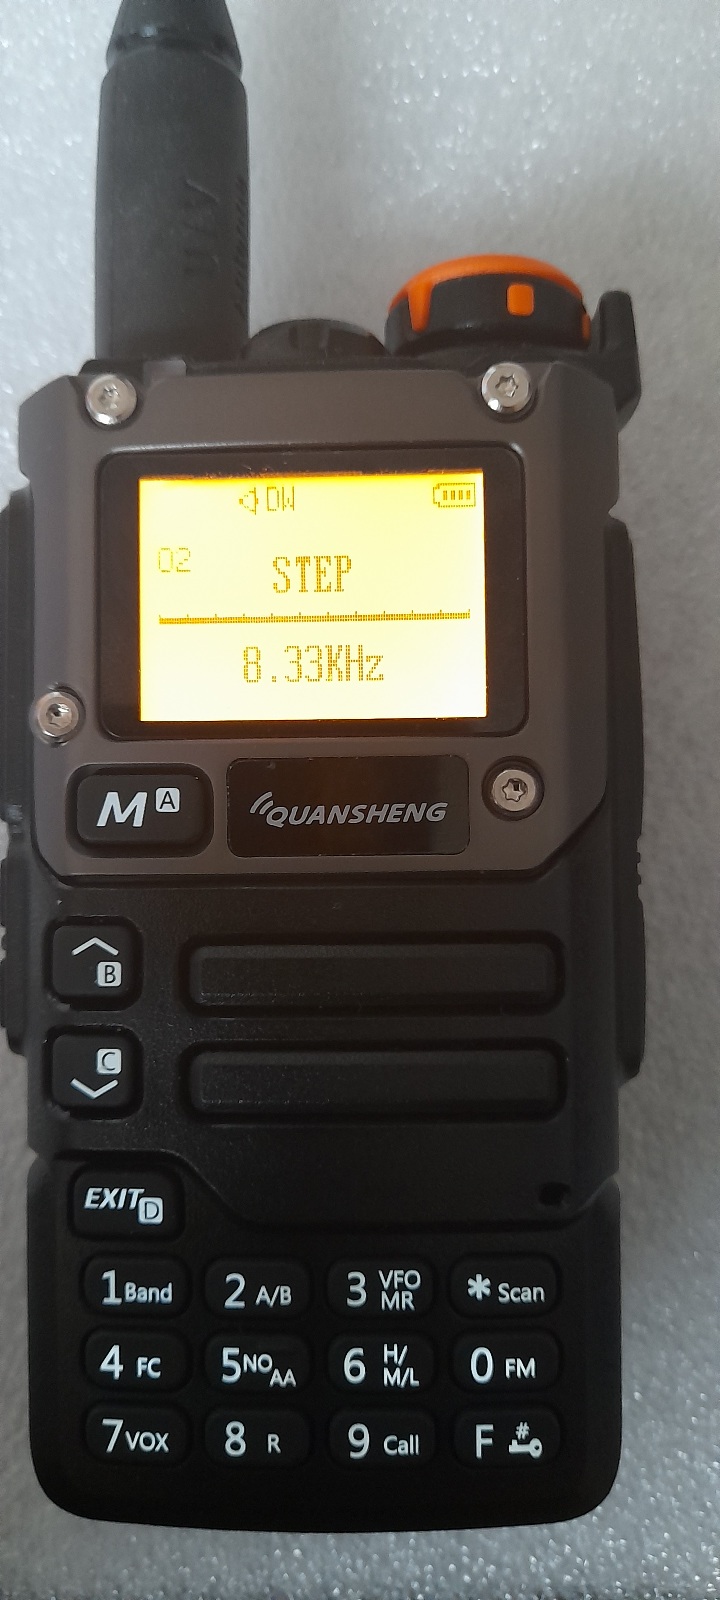 DW
02
STEP
8.33KHz
M A
QUANSHENG
B
C
EXIT D
1 Band
2 A/B
3 VFO MR
* Scan
4 FC
5 NO AA
6 H/ M/L
0 FM
7 VOX
8 R
9 Call
F #